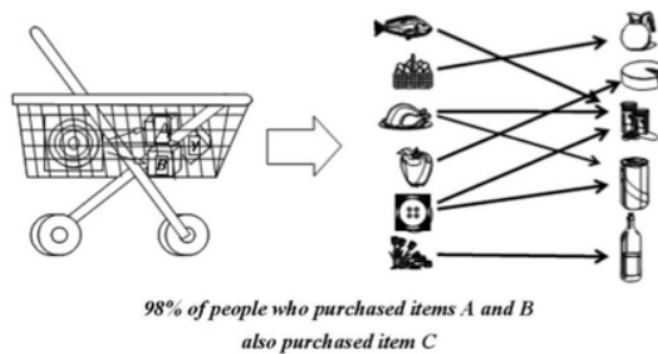 A
Y
B
98% of people who purchased items A and B
also purchased item C